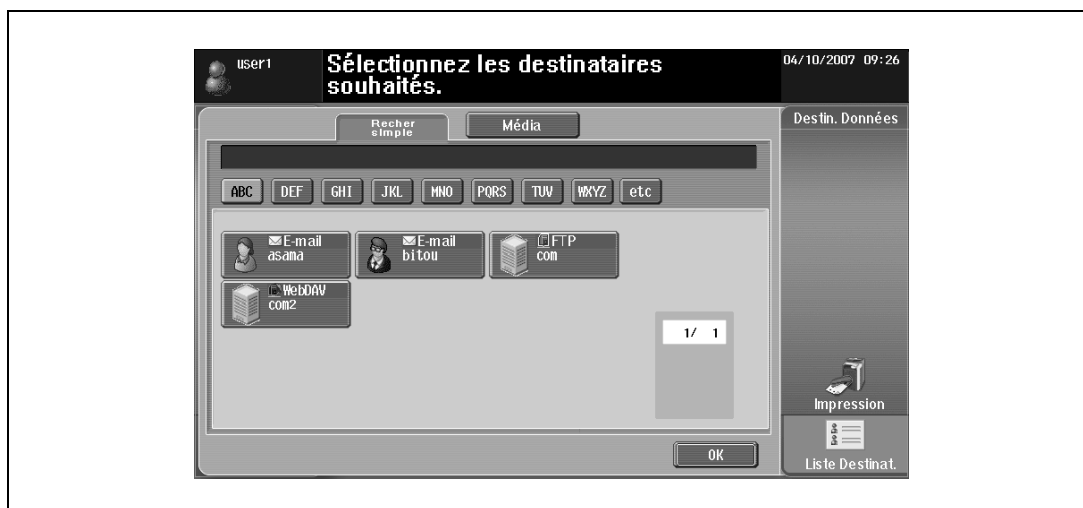 user1
Sélectionnez les destinataires
souhaités.
04/10/2007 09:26
Recher
simple
Média
Destin. Données
ABC DEF GHI JKL MNO PQRS TUV WXYZ etc
E-mail
asama
E-mail
bitou
FTP
com
WebDAV
com2
1/ 1
Impression
OK
Liste Destinat.